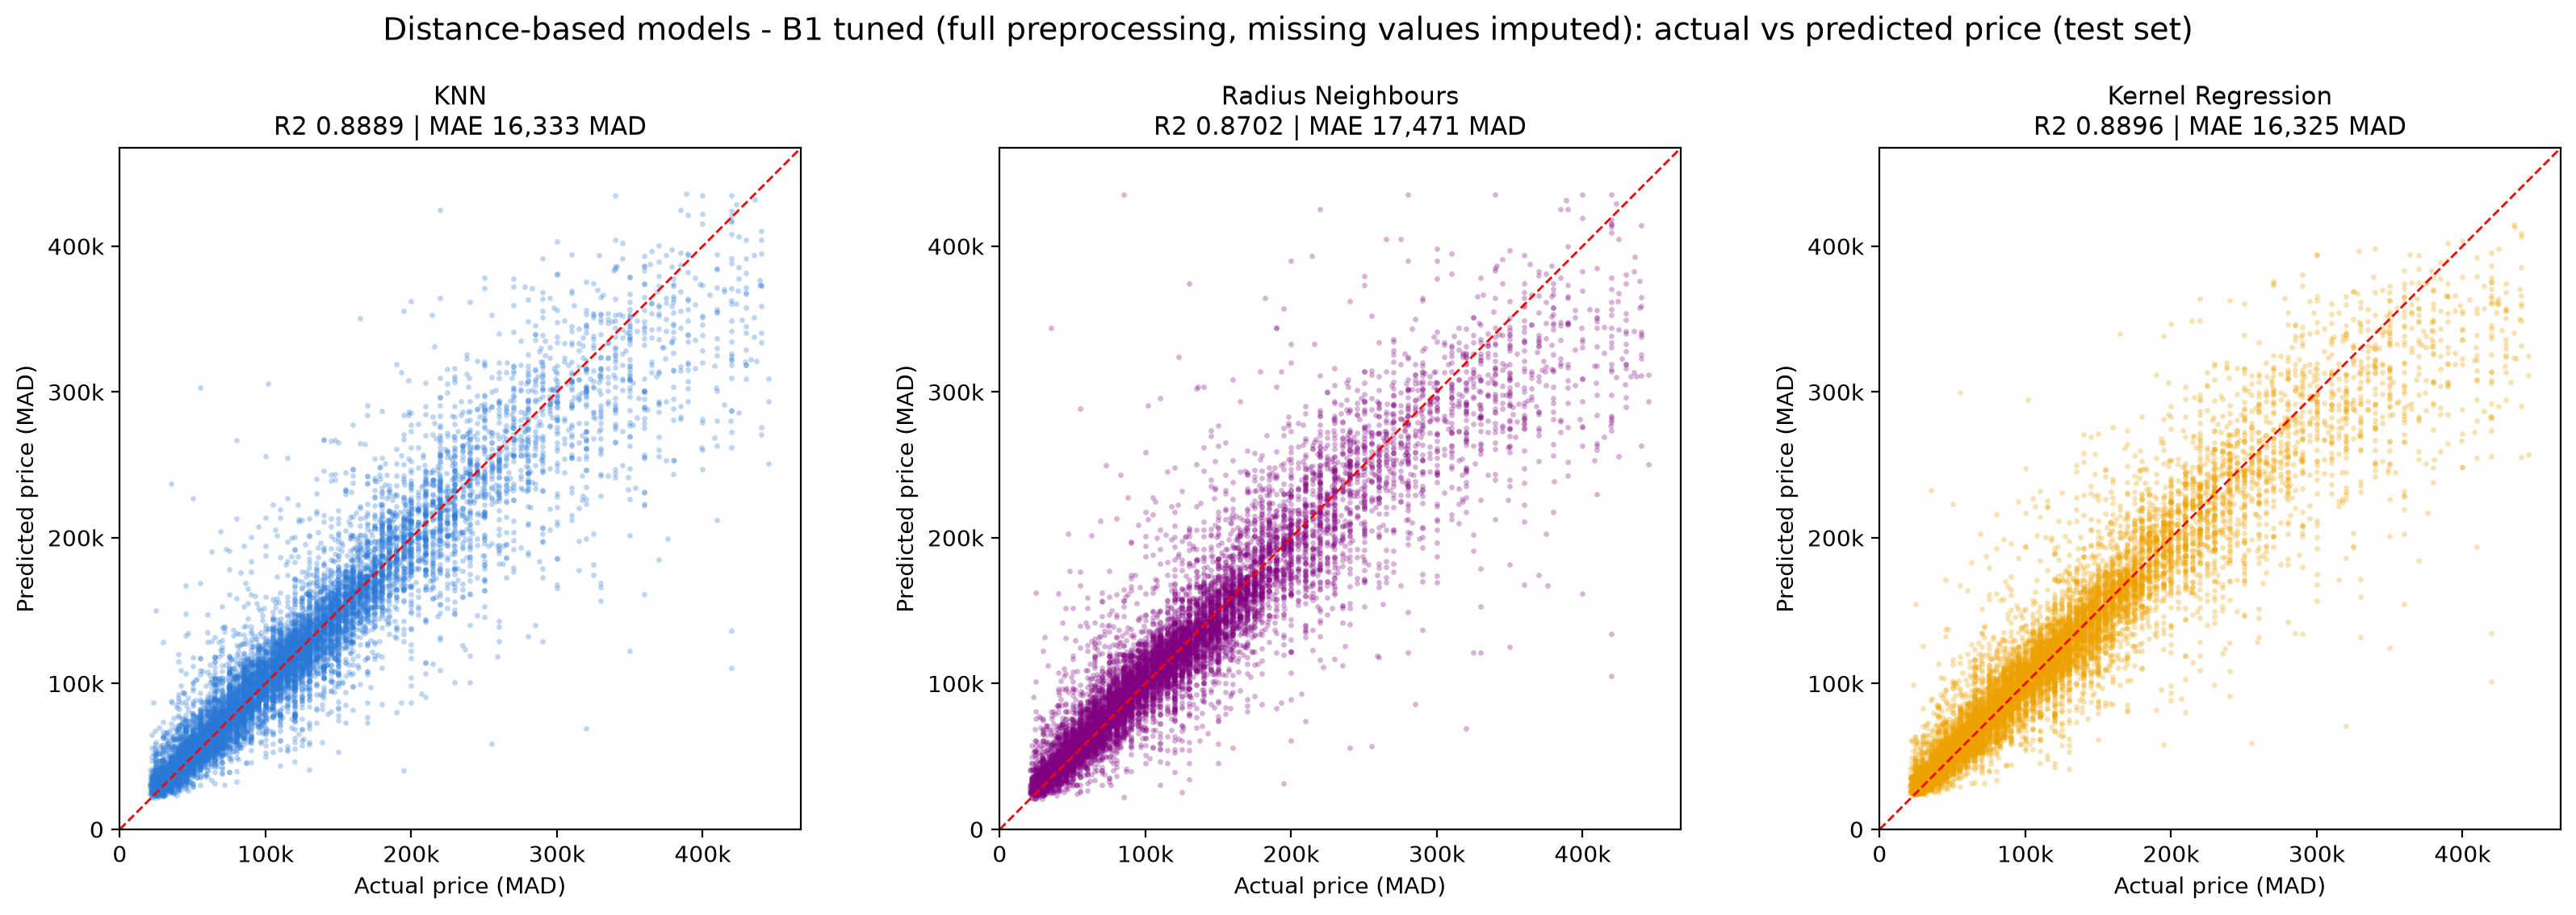 Distance-based models - B1 tuned (full preprocessing, missing values imputed): actual vs predicted price (test set)
KNN
R2 0.8889 | MAE 16,333 MAD
Predicted price (MAD)
400k
300k
200k
100k
0
0 100k 200k 300k 400k
Actual price (MAD)
Radius Neighbours
R2 0.8702 | MAE 17,471 MAD
Predicted price (MAD)
400k
300k
200k
100k
0
0 100k 200k 300k 400k
Actual price (MAD)
Kernel Regression
R2 0.8896 | MAE 16,325 MAD
Predicted price (MAD)
400k
300k
200k
100k
0
0 100k 200k 300k 400k
Actual price (MAD)